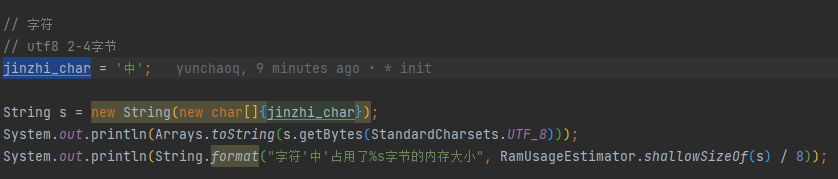 // 字符
// utf8 2-4字节
jinzhi_char = '中'; yunchaoq, 9 minutes ago • * init
String s = new String(new char[]{jinzhi_char});
System.out.println(Arrays.toString(s.getBytes(StandardCharsets.UTF_8)));
System.out.println(String.format("字符'中'占用了%s字节的内存大小", RamUsageEstimator.shallowSizeOf(s) / 8));